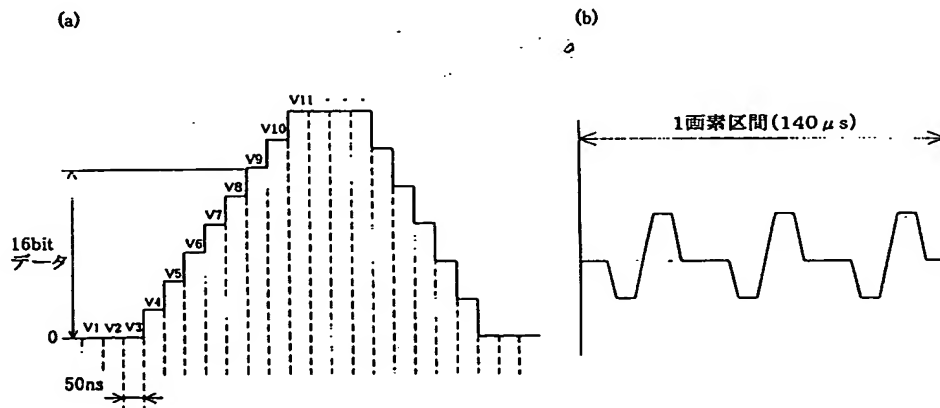 (a)
(b)
V11 . . .
V10
V9
V8
V7
V6
V5
V4
V1 V2 V3
16bit
データ
0
50ns
1画素区間(140μs)